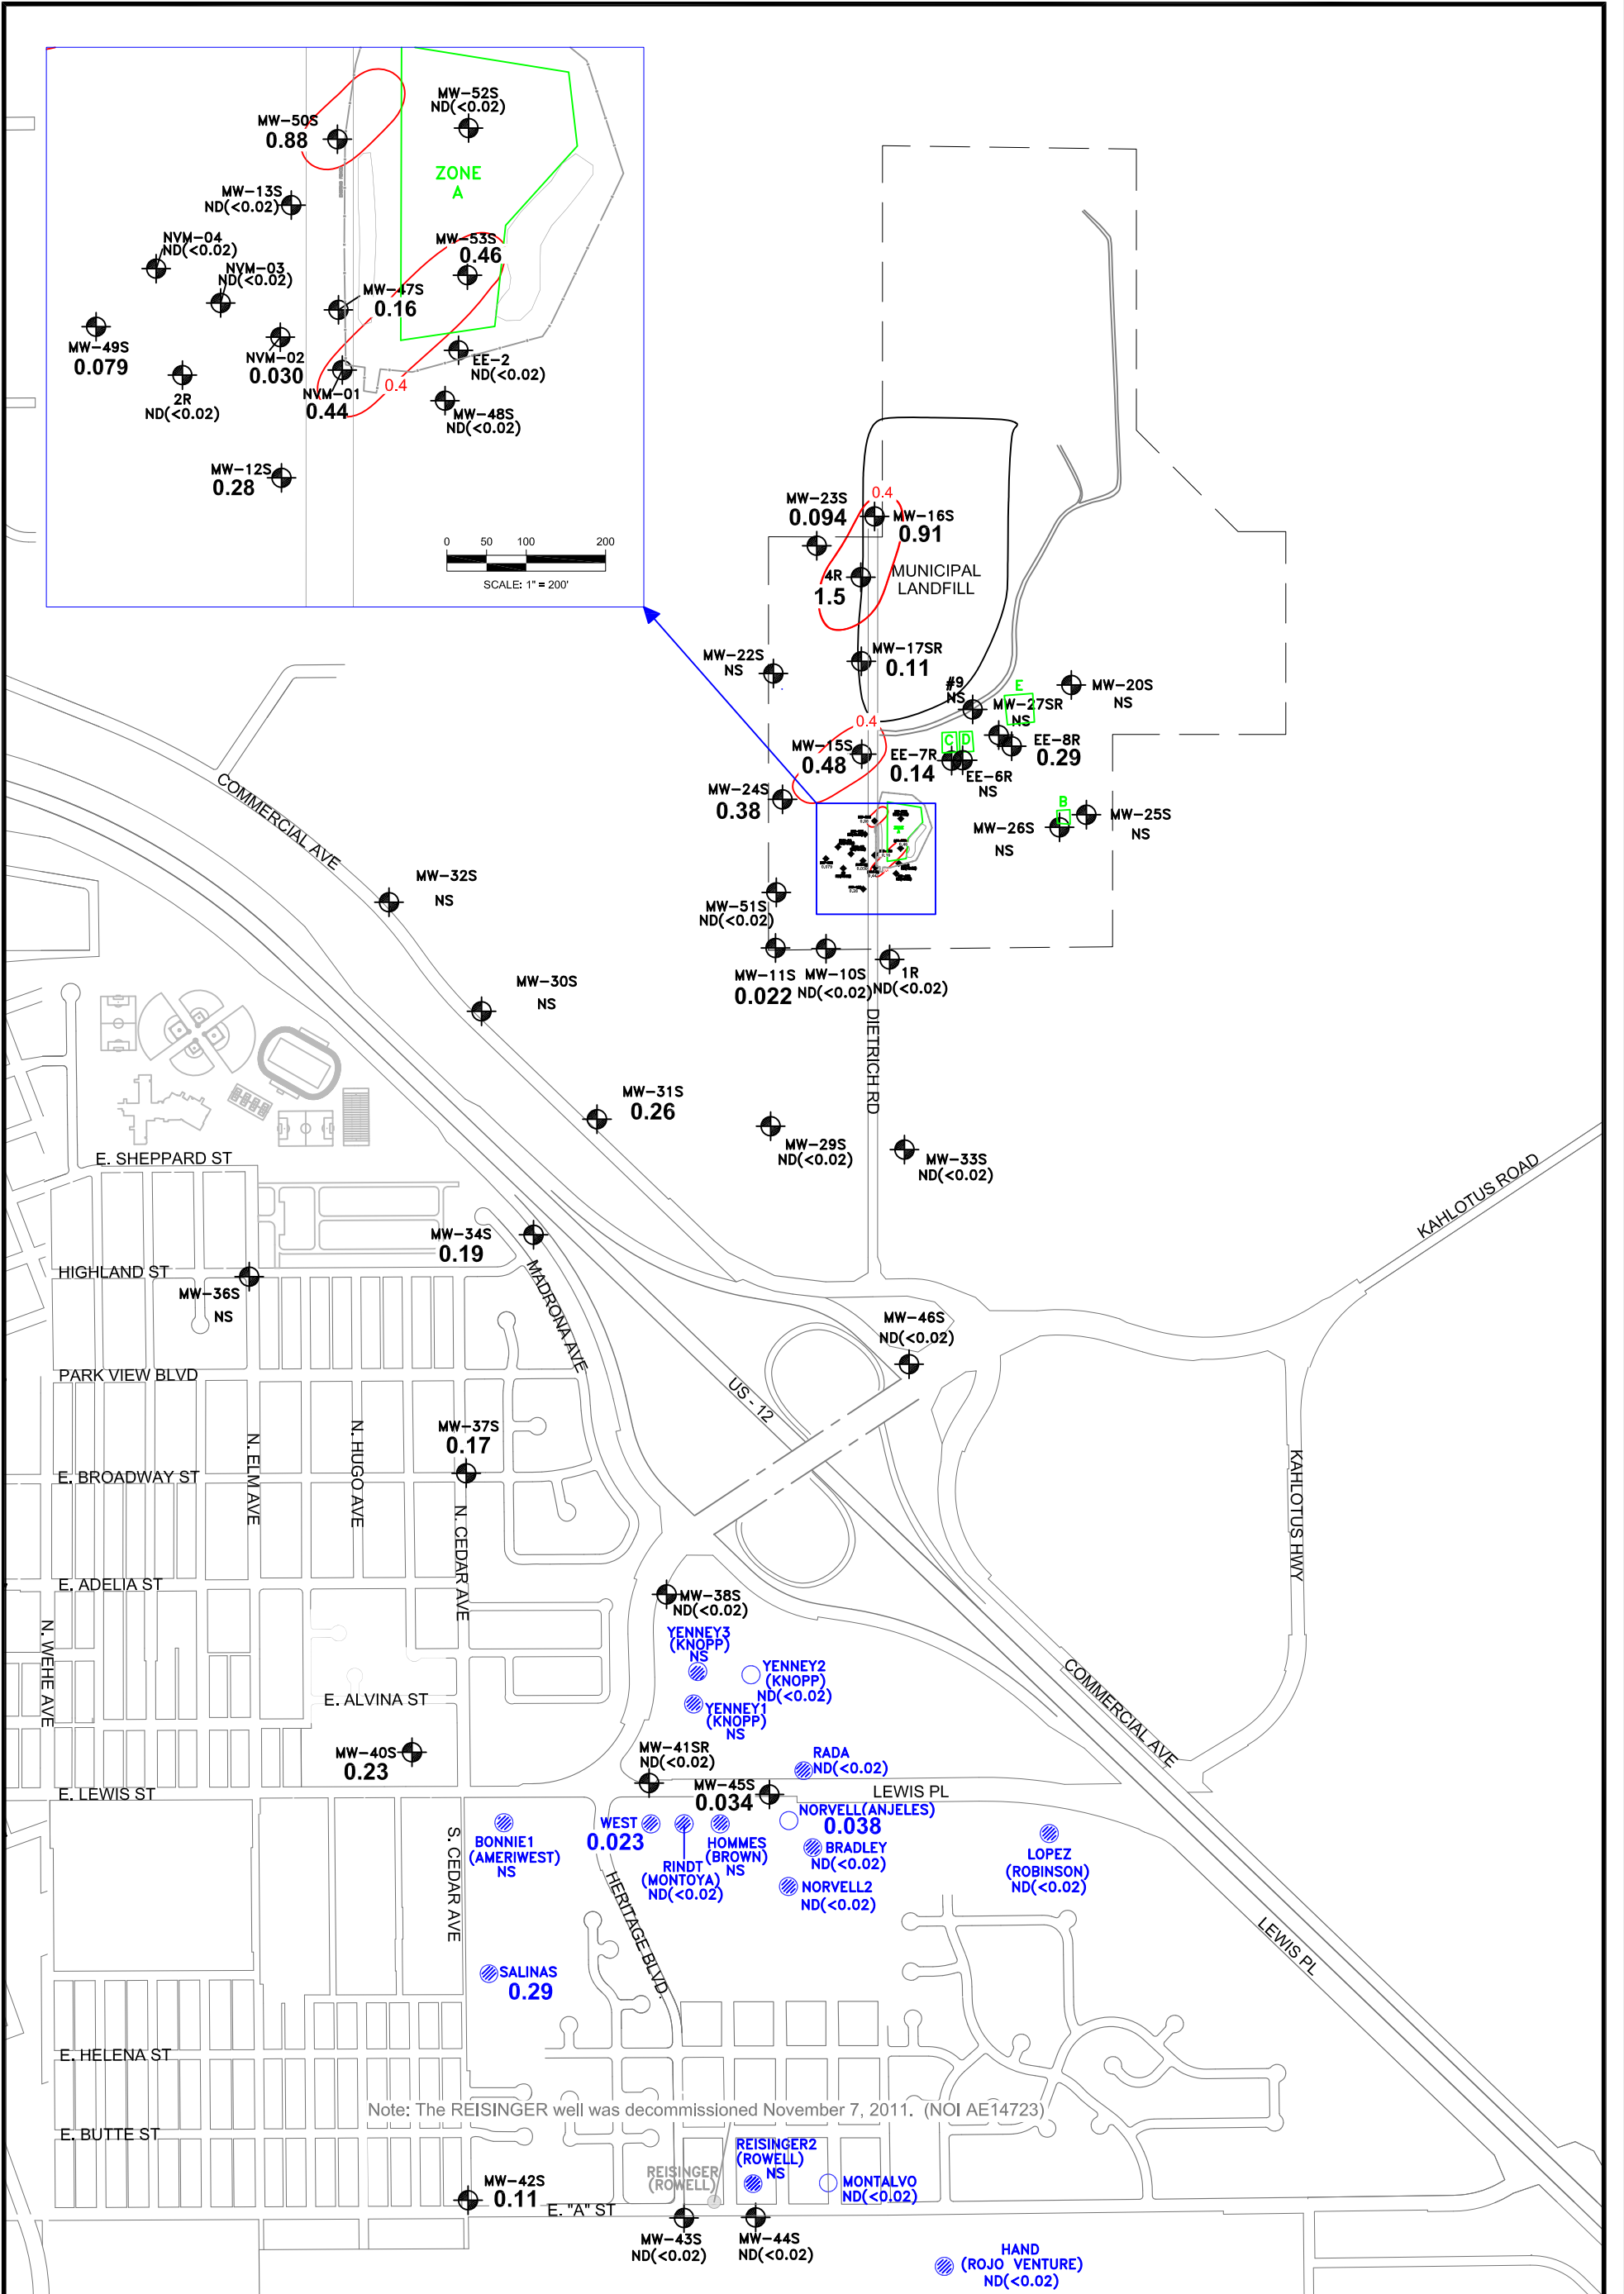 MW-52S
ND(<0.02)
MW-50S
0.88
ZONE
A
MW-13S
ND(<0.02)
NVM-04
ND(<0.02)
MW-53S
0.46
NVM-03
ND(<0.02)
MW-47S
0.16
MW-49S
0.079
NVM-02
0.030
EE-2
ND(<0.02)
2R
ND(<0.02)
NVM-01
0.44
0.4
MW-48S
ND(<0.02)
MW-12S
0.28
0 50 100 200
SCALE: 1" = 200'
0.4
MW-23S
0.094
MW-16S
0.91
4R
1.5
MUNICIPAL
LANDFILL
MW-17SR
0.11
MW-22S
NS
#9
NS
E
MW-27SR
NS
MW-20S
NS
0.4
MW-15S
0.48
C
D
EE-7R
0.14
EE-8R
0.29
EE-6R
NS
MW-24S
0.38
B
MW-25S
NS
MW-26S
NS
COMMERCIAL AVE
MW-32S
NS
MW-51S
ND(<0.02)
MW-11S
0.022
MW-10S
ND(<0.02)
1R
ND(<0.02)
MW-30S
NS
DIETRICH RD
MW-31S
0.26
MW-29S
ND(<0.02)
MW-33S
ND(<0.02)
E. SHEPPARD ST
KAHLOTUS ROAD
MW-34S
0.19
HIGHLAND ST
MW-36S
NS
MADRONA AVE
MW-46S
ND(<0.02)
PARK VIEW BLVD
US - 12
MW-37S
0.17
N. ELM AVE
N. HUGO AVE
E. BROADWAY ST
N. CEDAR AVE
KAHLOTUS HWY
E. ADELIA ST
MW-38S
ND(<0.02)
N. WEHE AVE
YENNEY3
(KNOPP)
NS
YENNEY2
(KNOPP)
ND(<0.02)
E. ALVINA ST
YENNEY1
(KNOPP)
NS
COMMERCIAL AVE
MW-40S
0.23
MW-41SR
ND(<0.02)
RADA
ND(<0.02)
E. LEWIS ST
MW-45S
0.034
LEWIS PL
WEST
0.023
NORVELL(ANJELES)
0.038
BONNIE1
(AMERIWEST)
NS
S. CEDAR AVE
HOMMES
(BROWN)
NS
BRADLEY
ND(<0.02)
RINDT
(MONTOYA)
ND(<0.02)
LOPEZ
(ROBINSON)
ND(<0.02)
NORVELL2
ND(<0.02)
HERITAGE BLVD.
LEWIS PL
SALINAS
0.29
E. HELENA ST
Note: The REISINGER well was decommissioned November 7, 2011. (NOI AE14723)
E. BUTTE ST
REISINGER2
(ROWELL)
NS
REISINGER
(ROWELL)
MONTALVO
ND(<0.02)
MW-42S
0.11
E. "A" ST
MW-43S
ND(<0.02)
MW-44S
ND(<0.02)
HAND
(ROJO VENTURE)
ND(<0.02)